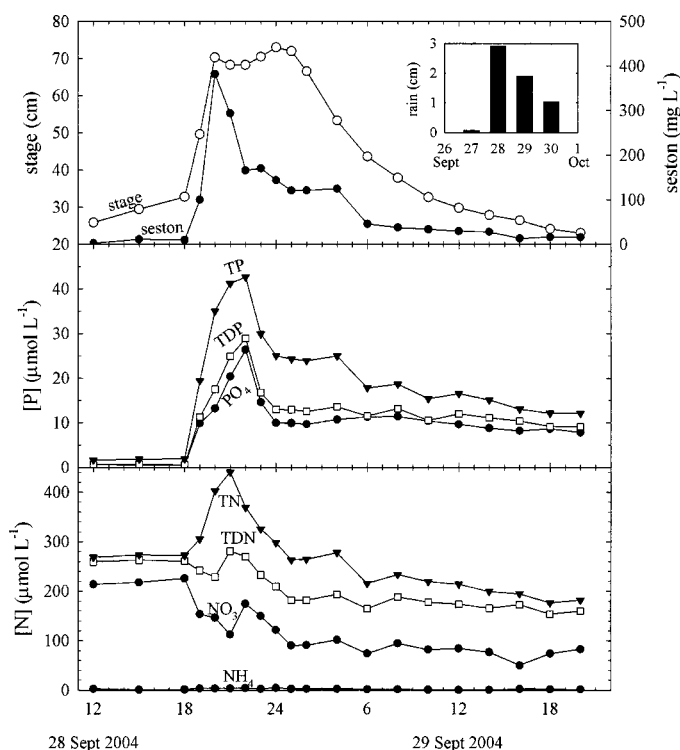 80
70
60
50
40
30
20
stage (cm)
stage
seston
3
2
1
0
rain (cm)
26 27 28 29 30 1
Sept Oct
500
400
300
200
100
0
seston (mg L⁻¹)
40
30
20
10
0
[P] (μmol L⁻¹)
TP
TDP
PO₄
400
300
200
100
0
[N] (μmol L⁻¹)
TN
TDN
NO₃
NH₄
12 18 24 6 12 18
28 Sept 2004 29 Sept 2004